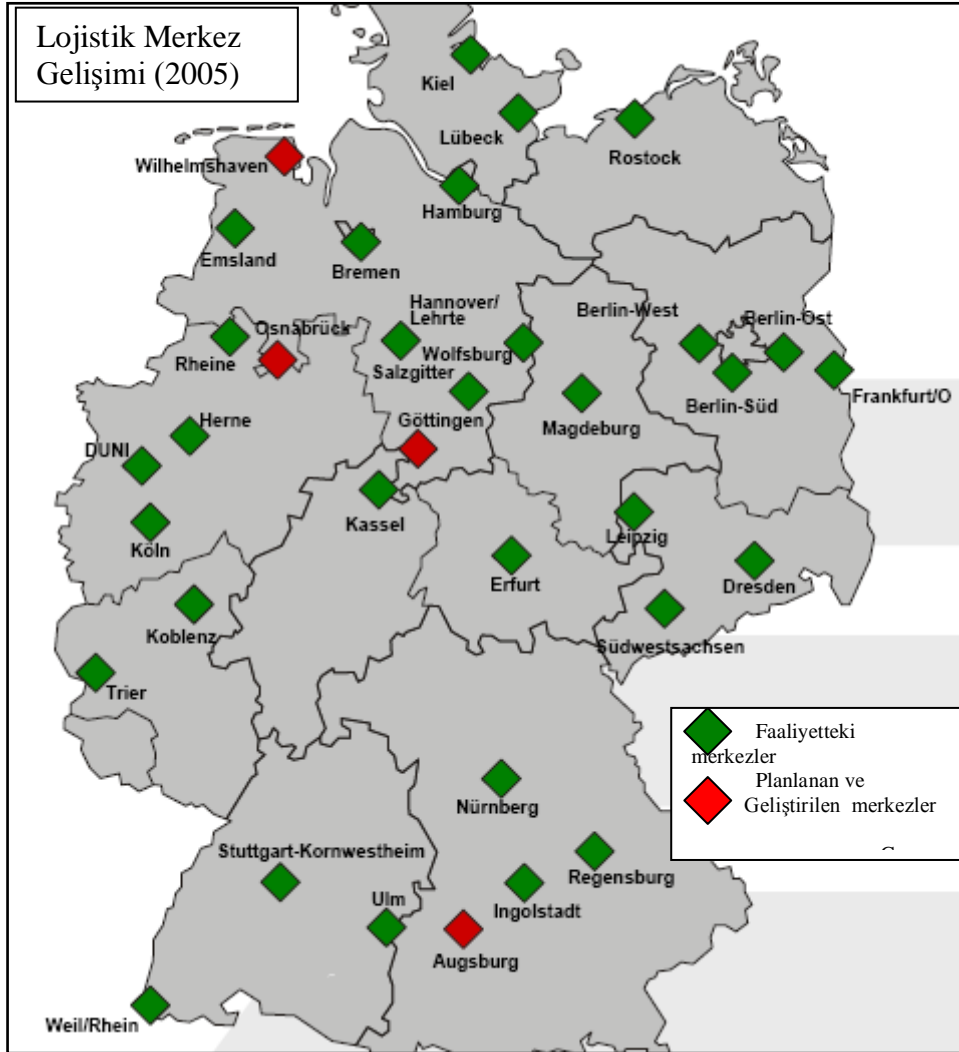 Lojistik Merkez
Gelişimi (2005)
Kiel
Lübeck
Rostock
Wilhelmshaven
Hamburg
Emsland
Bremen
Hannover/
Lehrte
Berlin-West
Berlin-Ost
Osnabrück
Rheine
Wolfsburg
Salzgitter
Berlin-Süd
Frankfurt/O
Herne
Göttingen
Magdeburg
DUNI
Kassel
Leipzig
Köln
Erfurt
Dresden
Koblenz
Südwestsachsen
Trier
Faaliyetteki
merkezler
Planlanan ve
Geliştirilen merkezler
Nürnberg
Stuttgart-Kornwestheim
Regensburg
Ulm
Ingolstadt
Augsburg
Weil/Rhein